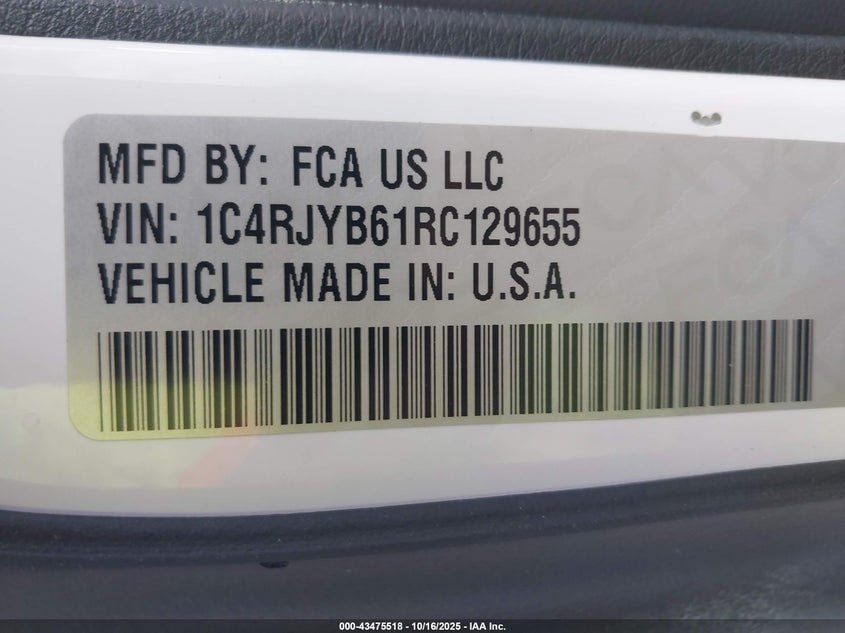 MFD BY: FCA US LLC
VIN: 1C4RJYB61RC129655
VEHICLE MADE IN: U.S.A.
000-43475518 - 10/16/2025 - IAA Inc.